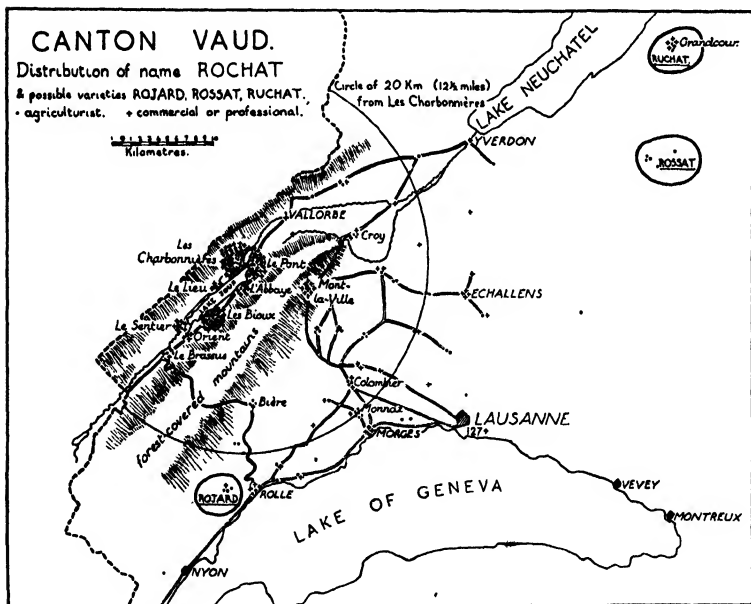 CANTON VAUD.
Distribution of name ROCHAT
& possible varieties ROJARD, ROSSAT, RUCHAT.
• agriculturist. + commercial or professional.
Kilometres.
Circle of 20 Km (12½ miles)
from Les Charbonnières
LAKE NEUCHATEL
Grandcour.
RUCHAT
ROSSAT
YVERDON
VALLORBE
Croy
Les
Charbonnières
Le Pont
Le Lieu
l'Abbaye
Mont-
la-Ville
ECHALLENS
Les Bioux
Le Sentier
Orient
Le Brassus
forest-covered mountains
Bière
Colombier
Monnaz
MORGES
LAUSANNE
127+
ROJARD
ROLLE
LAKE OF GENEVA
VEVEY
MONTREUX
NYON